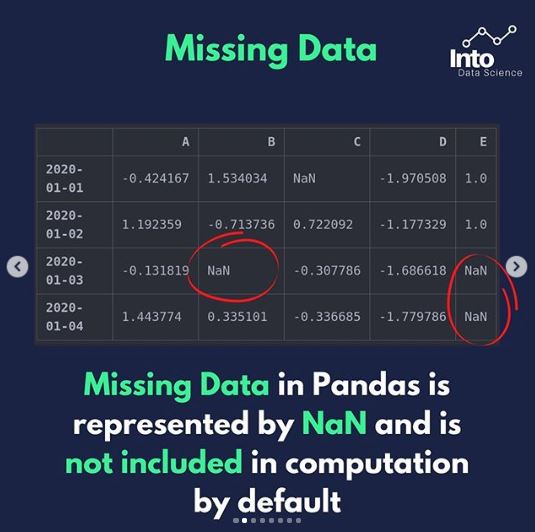 Missing Data
Into
Data Science
A B C D E
2020-01-01 -0.424167 1.534034 NaN -1.970508 1.0
2020-01-02 1.192359 -0.713736 0.722092 -1.177329 1.0
2020-01-03 -0.131819 NaN -0.307786 -1.686618 NaN
2020-01-04 1.443774 0.335101 -0.336685 -1.779786 NaN
Missing Data in Pandas is
represented by NaN and is
not included in computation
by default